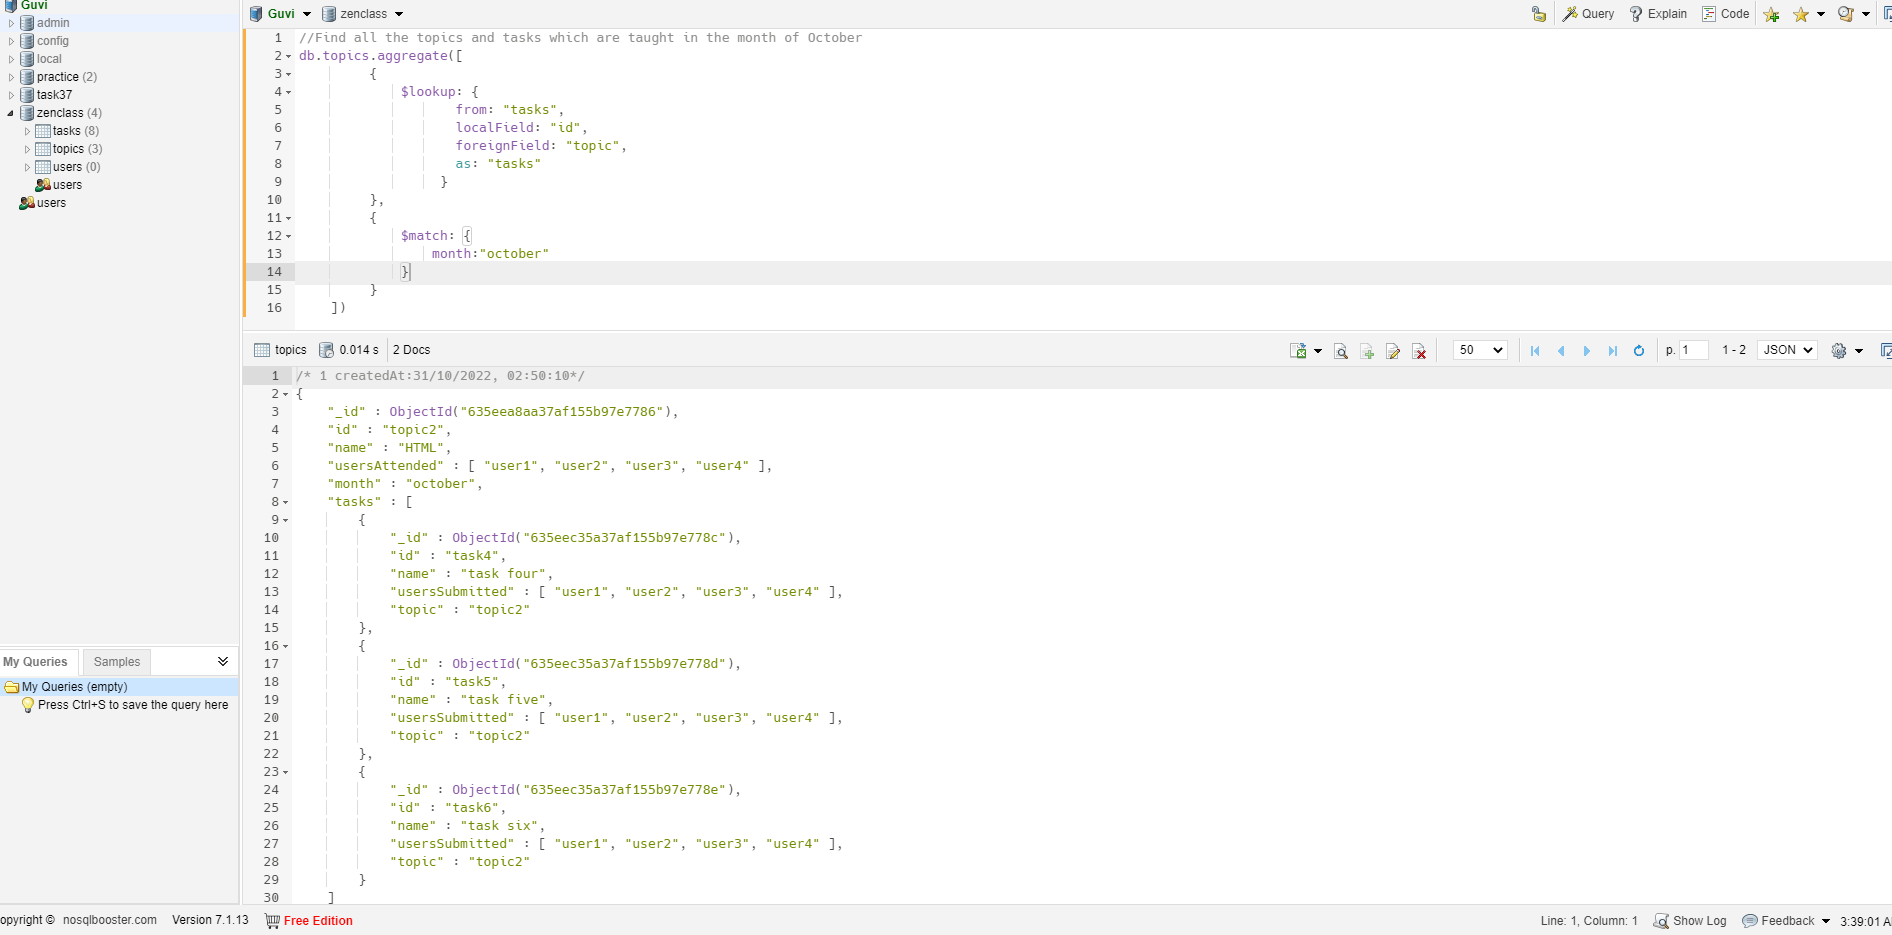 Guvi
admin
config
local
practice (2)
task37
zenclass (4)
tasks (8)
topics (3)
users (0)
users
users
My Queries Samples
My Queries (empty)
Press Ctrl+S to save the query here
Guvi zenclass Query Explain Code
1 //Find all the topics and tasks which are taught in the month of October
2 db.topics.aggregate([
3 {
4 $lookup: {
5 from: "tasks",
6 localField: "id",
7 foreignField: "topic",
8 as: "tasks"
9 }
10 },
11 {
12 $match: {
13 month:"october"
14 }
15 }
16 ])
topics 0.014 s 2 Docs 50 p. 1 1 - 2 JSON
1 /* 1 createdAt:31/10/2022, 02:50:10*/
2 {
3 "_id" : ObjectId("635eea8aa37af155b97e7786"),
4 "id" : "topic2",
5 "name" : "HTML",
6 "usersAttended" : [ "user1", "user2", "user3", "user4" ],
7 "month" : "october",
8 "tasks" : [
9 {
10 "_id" : ObjectId("635eec35a37af155b97e778c"),
11 "id" : "task4",
12 "name" : "task four",
13 "usersSubmitted" : [ "user1", "user2", "user3", "user4" ],
14 "topic" : "topic2"
15 },
16 {
17 "_id" : ObjectId("635eec35a37af155b97e778d"),
18 "id" : "task5",
19 "name" : "task five",
20 "usersSubmitted" : [ "user1", "user2", "user3", "user4" ],
21 "topic" : "topic2"
22 },
23 {
24 "_id" : ObjectId("635eec35a37af155b97e778e"),
25 "id" : "task6",
26 "name" : "task six",
27 "usersSubmitted" : [ "user1", "user2", "user3", "user4" ],
28 "topic" : "topic2"
29 }
30 ]
opyright © nosqlbooster.com Version 7.1.13 Free Edition Line: 1, Column: 1 Show Log Feedback 3:39:01 A